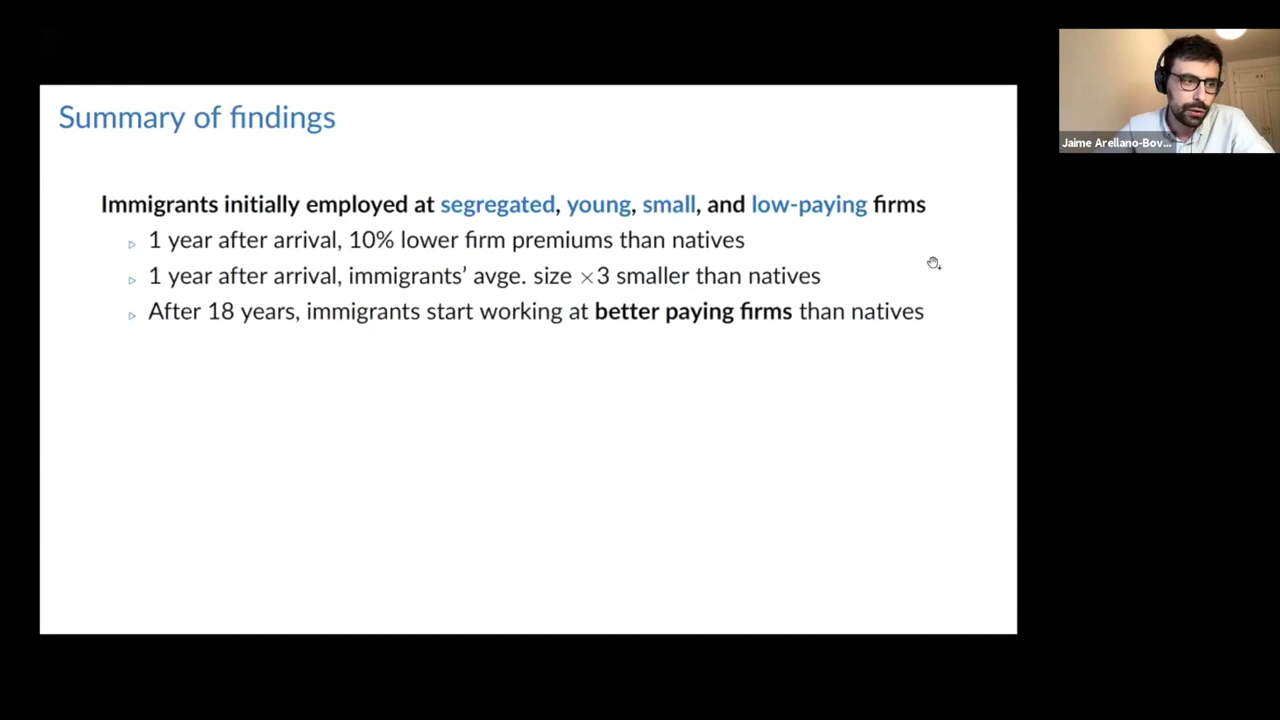 Summary of findings
Immigrants initially employed at segregated, young, small, and low-paying firms
▹ 1 year after arrival, 10% lower firm premiums than natives
▹ 1 year after arrival, immigrants' avge. size ×3 smaller than natives
▹ After 18 years, immigrants start working at better paying firms than natives
Jaime Arellano-Bov...